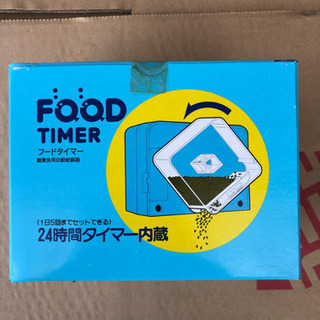 FOOD
TIMER
フードタイマー
観賞魚用自動給餌器
(1日5回までセットできる)
24時間タイマー内蔵